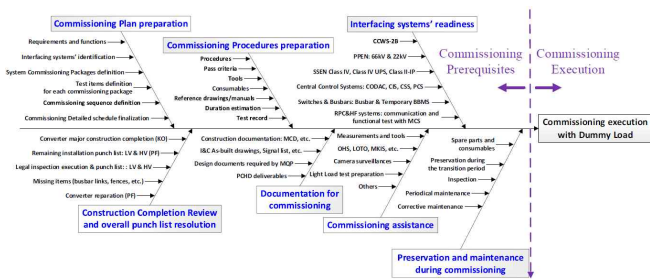 Commissioning Plan preparation
Requirements and functions
Interfacing systems' identification
System Commissioning Packages definition
Test items definition
for each commissioning package
Commissioning sequence definition
Commissioning Detailed schedule finalization
Commissioning Procedures preparation
Procedures
Pass criteria
Tools
Consumables
Reference drawings/manuals
Duration estimation
Test record
Interfacing systems' readiness
CCWS-2B
PPEN: 66kV & 22kV
SSEN Class IV, Class IV UPS, Class II-IP
Central Control Systems: CODAC, CIS, CSS, PCS
Switches & Busbars: Busbar & Temporary BBMS
RPC&HF systems: communication and
functional test with MCS
Commissioning
Prerequisites
Commissioning
Execution
Commissioning execution
with Dummy Load
Converter major construction completion (KO)
Remaining installation punch list: LV & HV (PF)
Legal inspection execution & punch list: : LV & HV
Missing items (busbar links, fences, etc.)
Converter reparation (PF)
Construction Completion Review
and overall punch list resolution
Construction documentation: MCD, etc.
I&C As-built drawings, Signal list, etc.
Design documents required by MQP
PCHD deliverables
Documentation for
commissioning
Measurements and tools
OHS, LOTO, MKIS, etc.
Camera surveillances
Light Load test preparation
Others
Commissioning assistance
Spare parts and
consumables
Preservation during
the transition period
Inspection
Periodical maintenance
Corrective maintenance
Preservation and maintenance
during commissioning